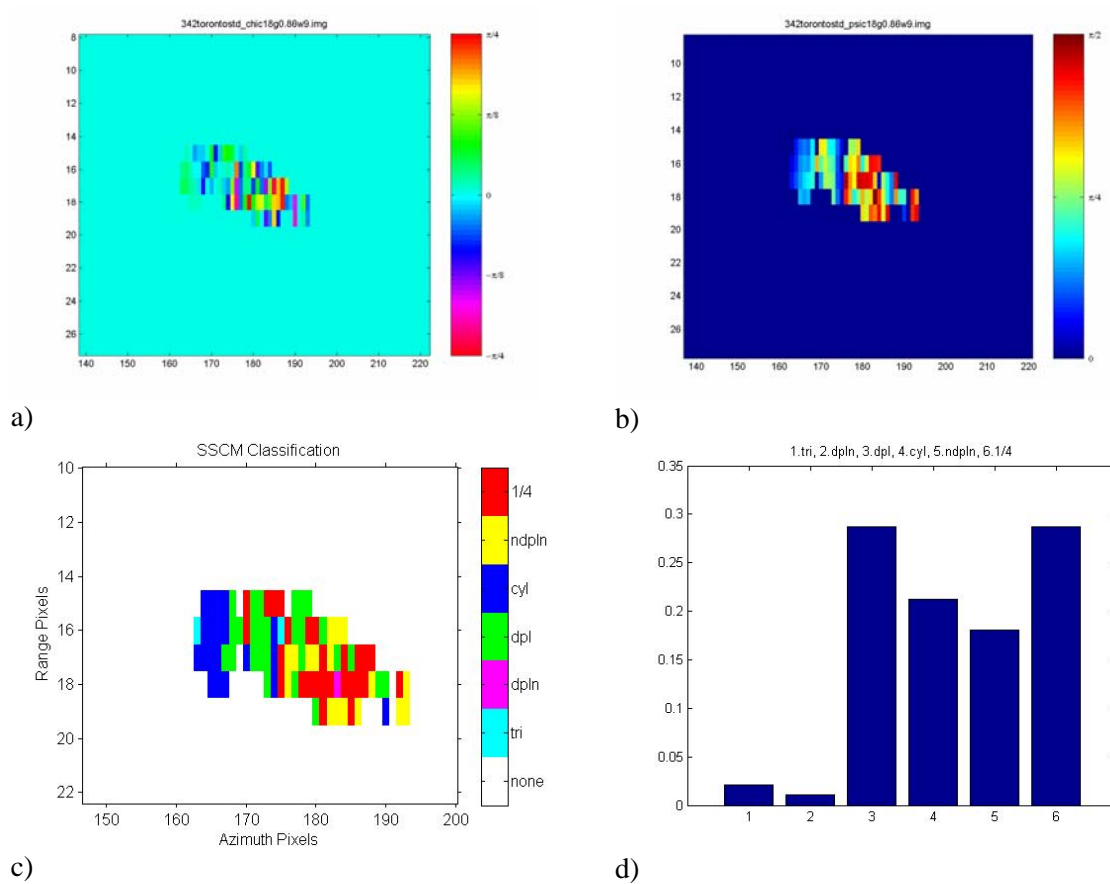 342torontostd_chic18g0.86w9.img
8
10
12
14
16
18
20
22
24
26
140 150 160 170 180 190 200 210 220
π/4
π/8
0
-π/8
-π/4
a)
342torontostd_psic18g0.86w9.img
10
12
14
16
18
20
22
24
26
140 150 160 170 180 190 200 210 220
π/2
π/4
0
b)
SSCM Classification
Range Pixels
10
12
14
16
18
20
22
150 160 170 180 190 200
Azimuth Pixels
1/4
ndpln
cyl
dpl
dpln
tri
none
c)
1.tri, 2.dpln, 3.dpl, 4.cyl, 5.ndpln, 6.1/4
0.35
0.3
0.25
0.2
0.15
0.1
0.05
0
1 2 3 4 5 6
d)